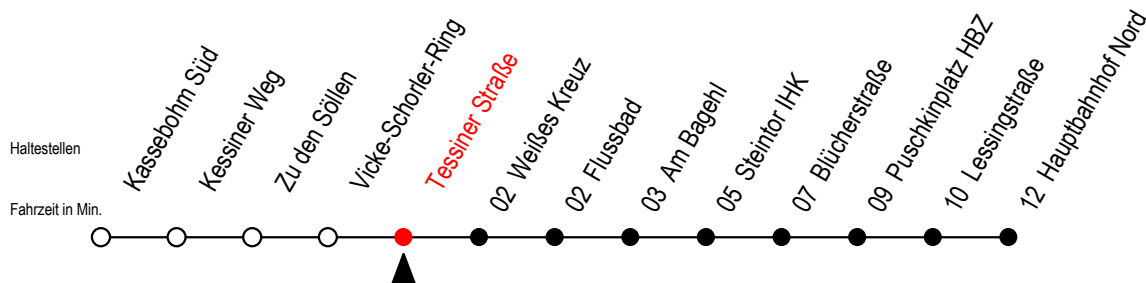 Haltestellen
Fahrzeit in Min.
Kassebohm Süd
Kessiner Weg
Zu den Söllen
Vicke-Schorler-Ring
Tessiner Straße
02 Weißes Kreuz
02 Flussbad
03 Am Bagehl
05 Steintor IHK
07 Blücherstraße
09 Puschkinplatz HBZ
10 Lessingstraße
12 Hauptbahnhof Nord